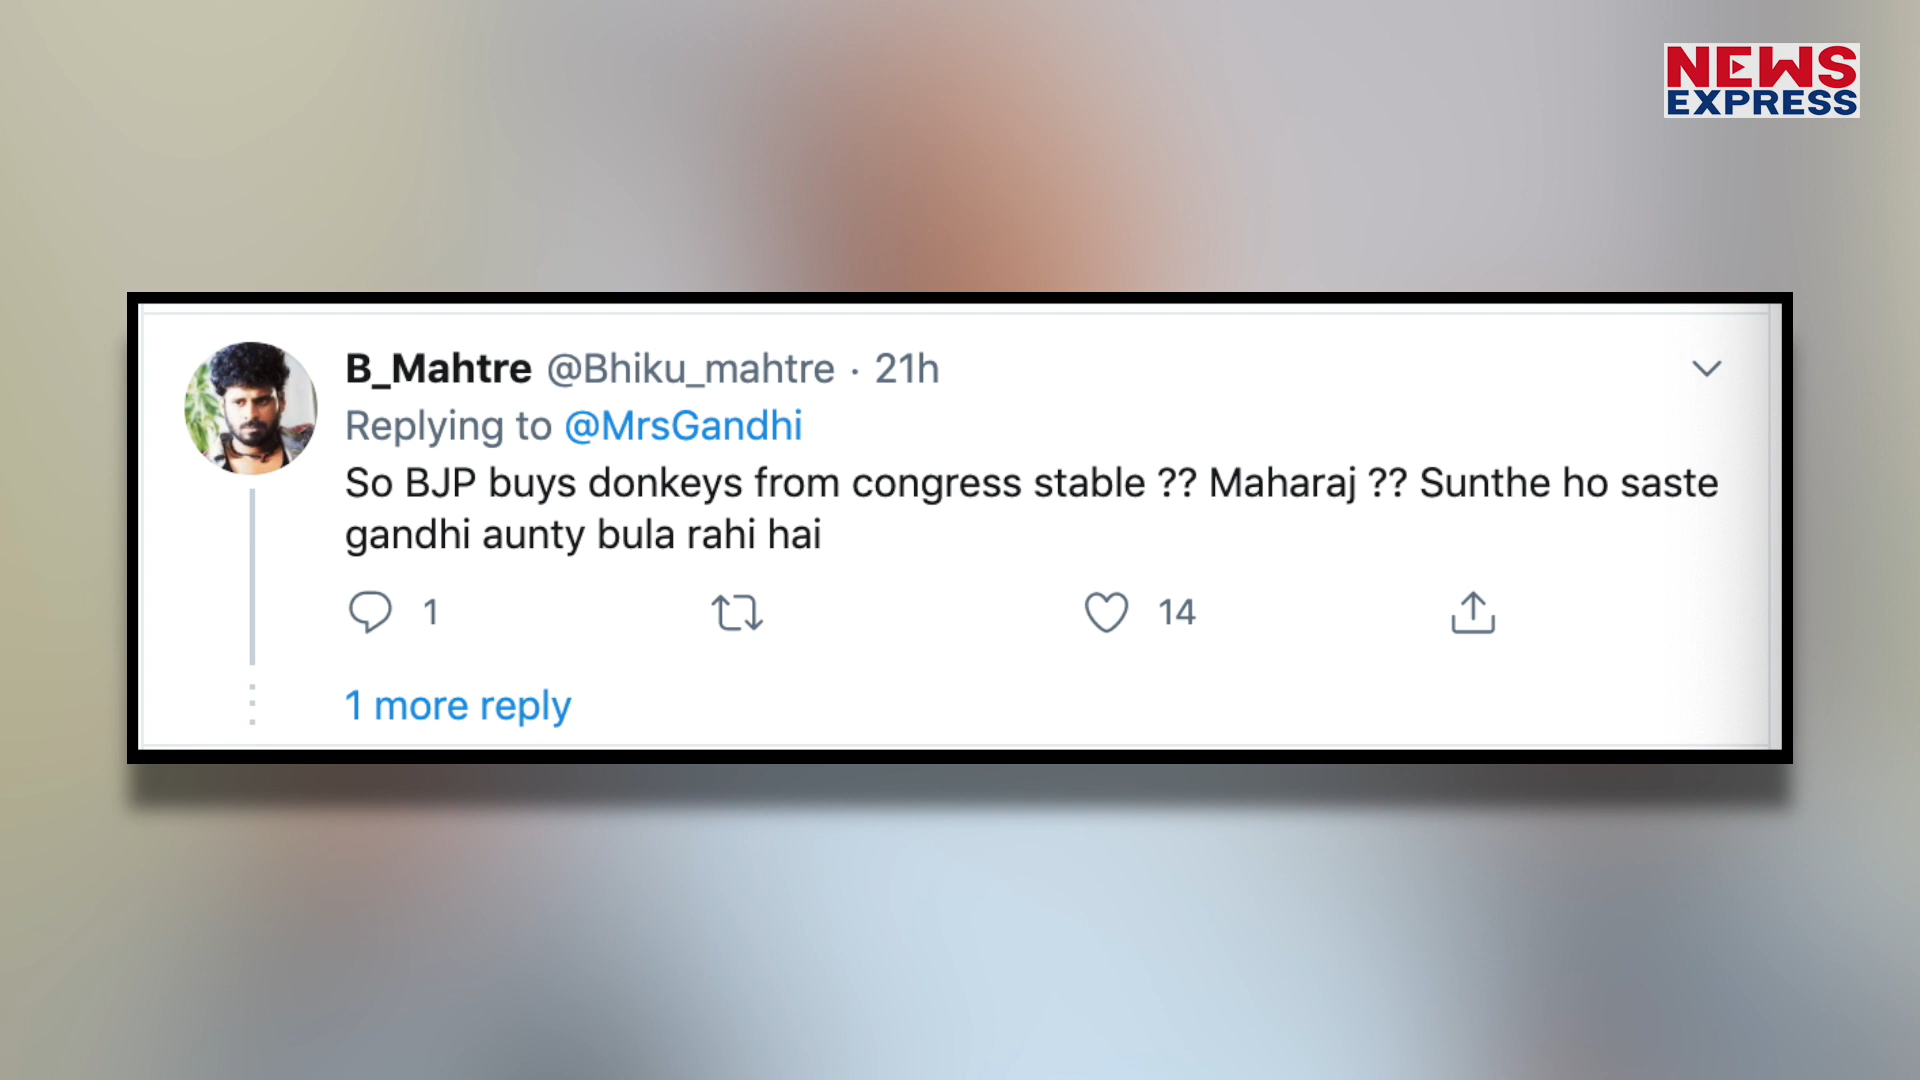 NEWS
EXPRESS
B_Mahtre @Bhiku_mahtre · 21h
Replying to @MrsGandhi
So BJP buys donkeys from congress stable ?? Maharaj ?? Sunthe ho saste
gandhi aunty bula rahi hai
1 14
1 more reply